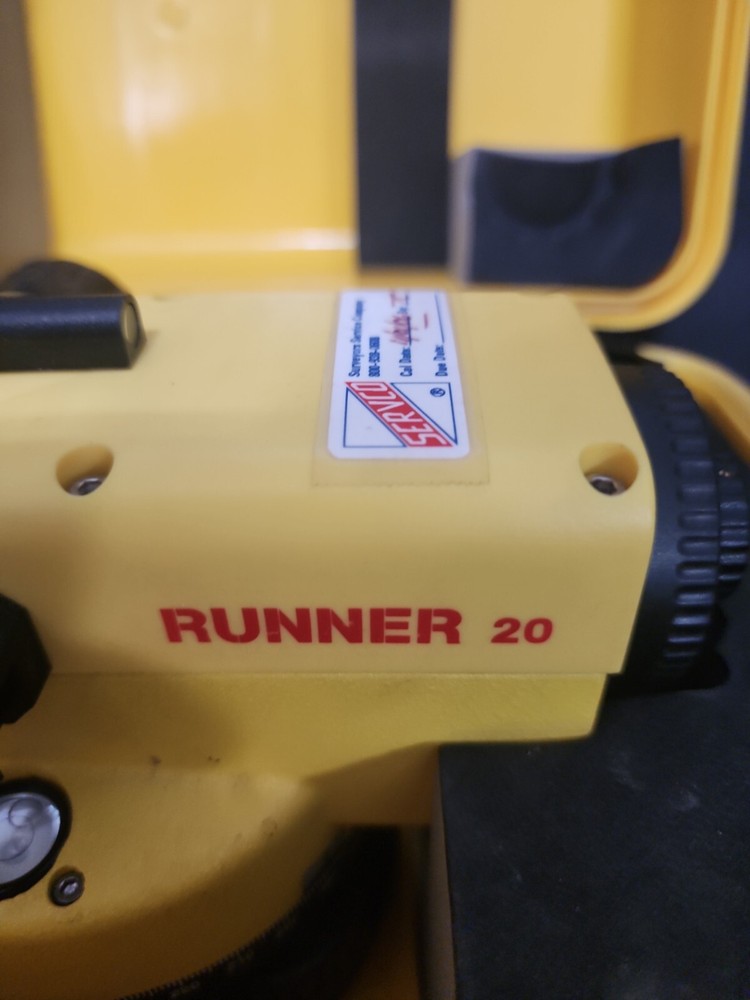 Surveyors Service Company
Cal Date:
Due Date:
SERVCO
®
RUNNER 20